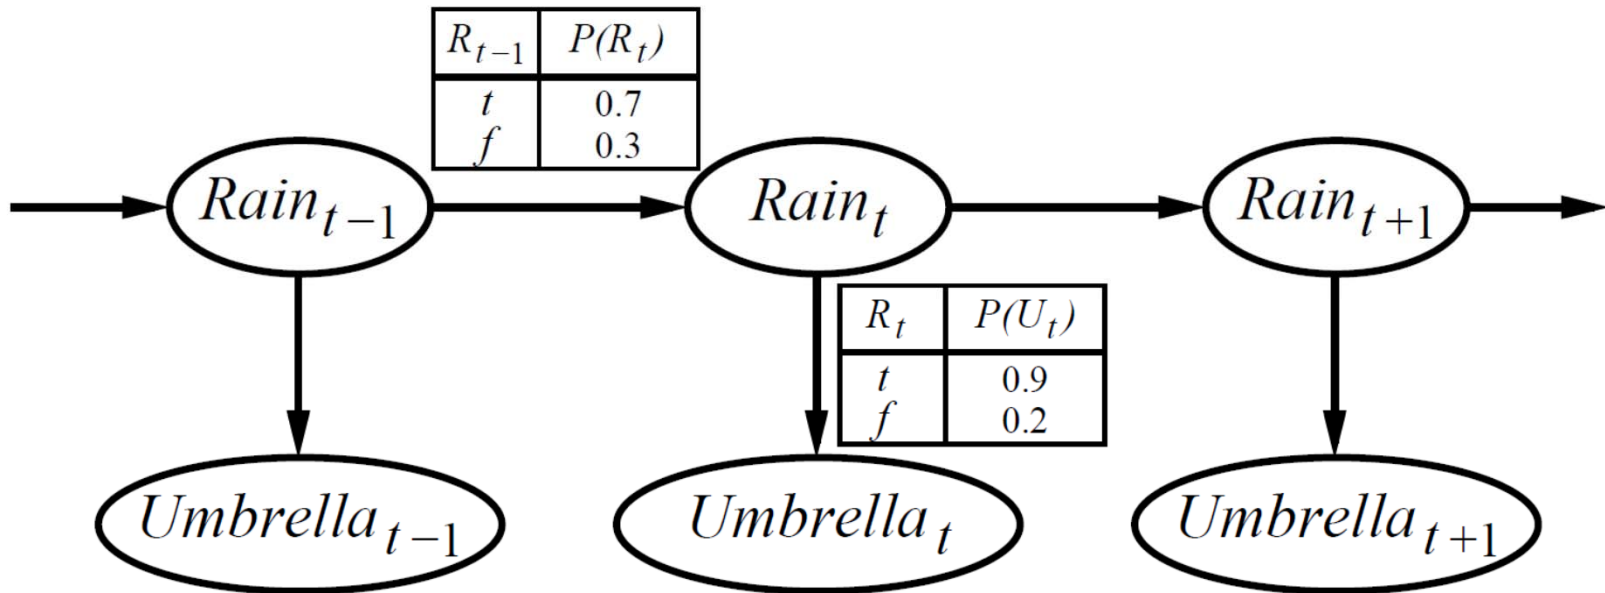 R_{t-1} P(R_t)
t 0.7
f 0.3
Rain_{t-1} Rain_t Rain_{t+1}
R_t P(U_t)
t 0.9
f 0.2
Umbrella_{t-1} Umbrella_t Umbrella_{t+1}